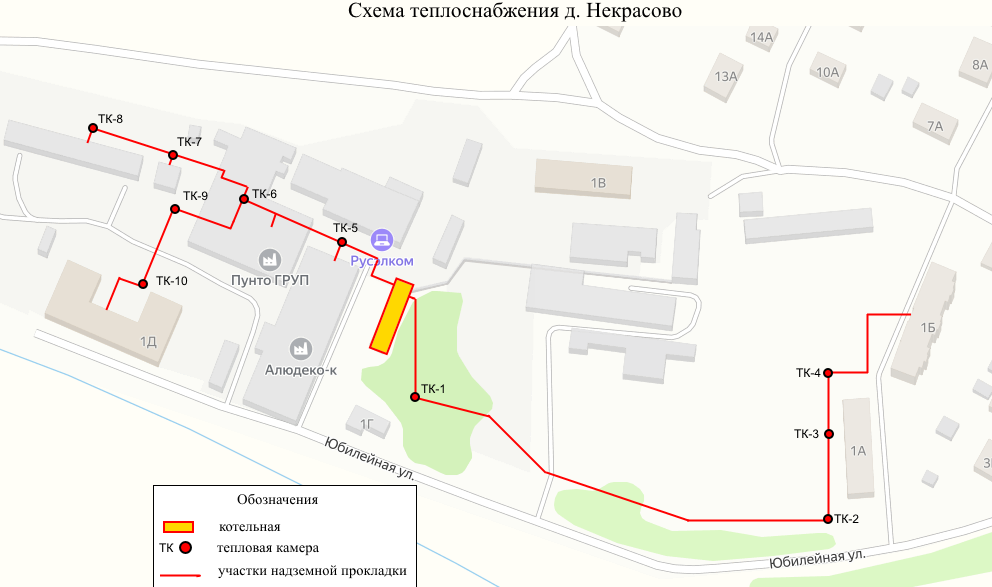 Схема теплоснабжения д. Некрасово
14А
13А
10А
8А
7А
ТК-8
ТК-7
ТК-9
ТК-6
1В
ТК-5
Русэлком
Пунто ГРУП
ТК-10
1Д
1Б
Алюдеко-к
ТК-4
ТК-1
1Г
ТК-3
Юбилейная ул.
1А
ТК-2
Юбилейная ул.
Обозначения
котельная
ТК тепловая камера
участки надземной прокладки